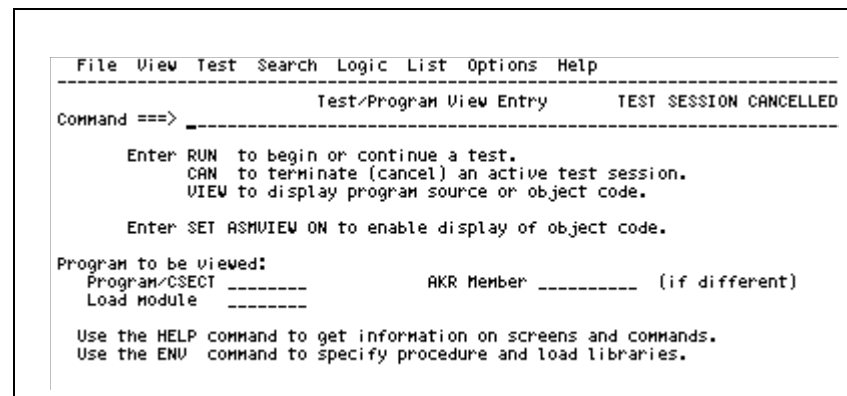 File View Test Search Logic List Options Help
--------------------------------------------------------------------------------
Test/Program View Entry TEST SESSION CANCELLED
Command ===> _________________________________________________________________
Enter RUN to begin or continue a test.
CAN to terminate (cancel) an active test session.
VIEW to display program source or object code.
Enter SET ASMVIEW ON to enable display of object code.
Program to be viewed:
Program/CSECT ________ AKR Member __________ (if different)
Load module ________
Use the HELP command to get information on screens and commands.
Use the ENV command to specify procedure and load libraries.